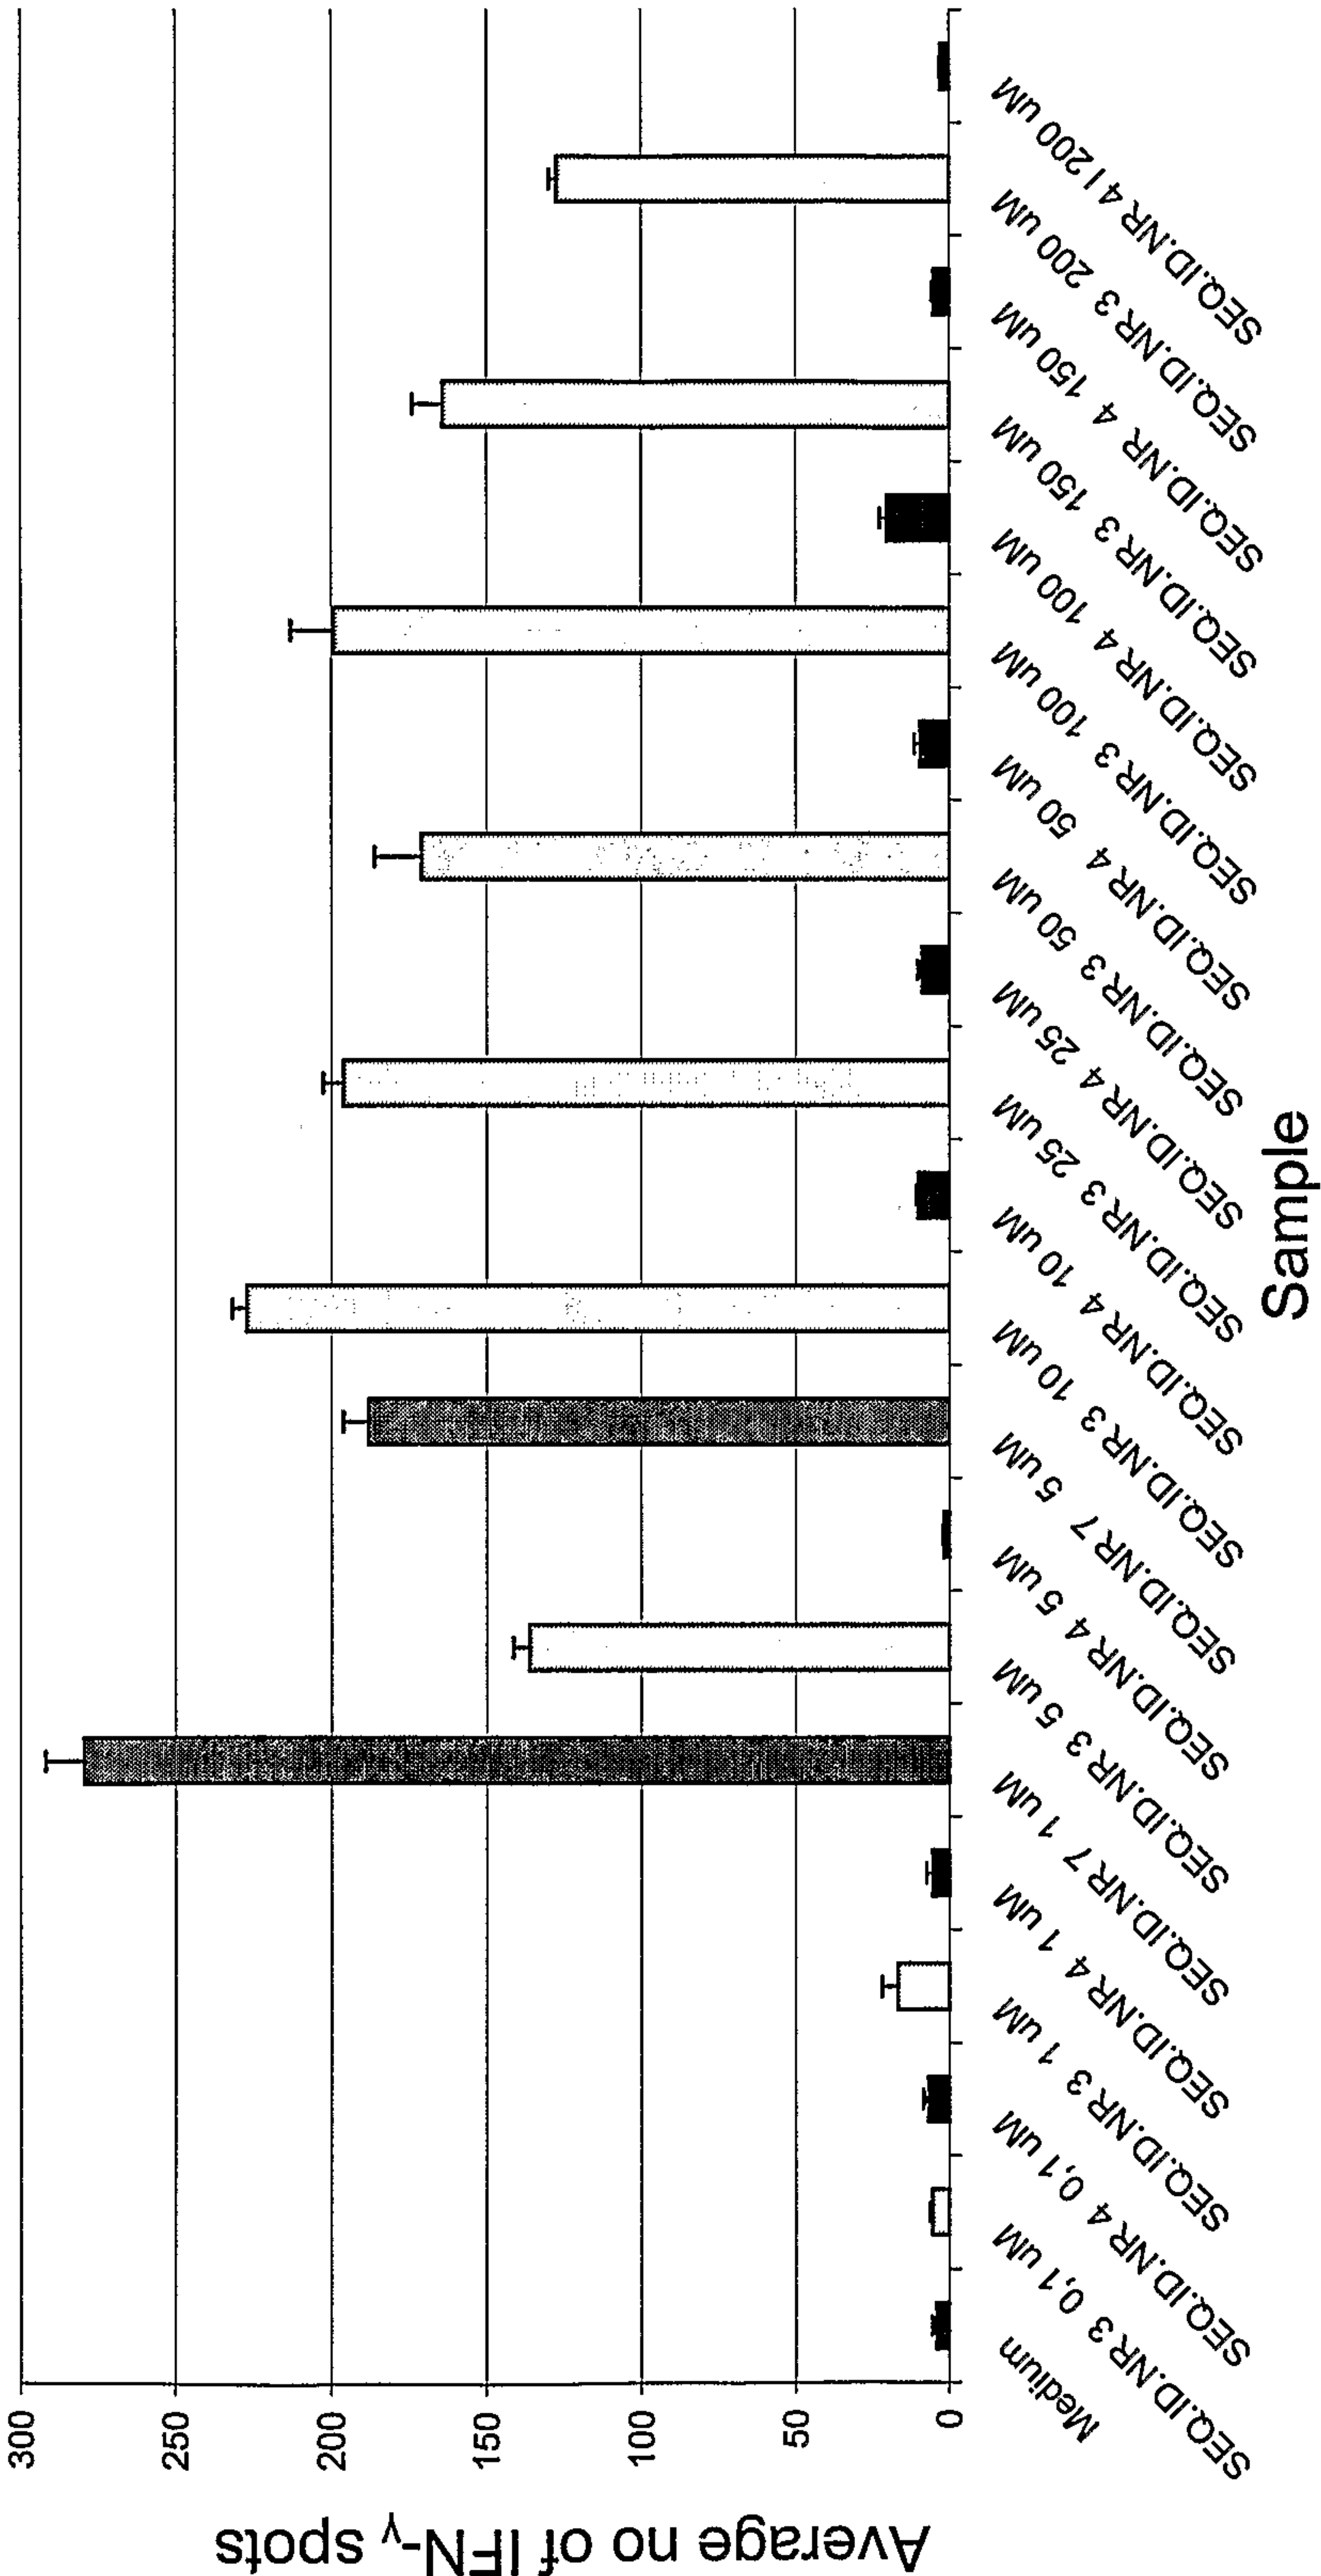 Average no of IFN-γ spots
300
250
200
150
100
50
0
Medium
SEQ.ID.NR 3 0,1 uM
SEQ.ID.NR 4 0,1 uM
SEQ.ID.NR 3 1 uM
SEQ.ID.NR 4 1 uM
SEQ.ID.NR 7 1 uM
SEQ.ID.NR 3 5 uM
SEQ.ID.NR 4 5 uM
SEQ.ID.NR 7 5 uM
SEQ.ID.NR 3 10 uM
SEQ.ID.NR 4 10 uM
SEQ.ID.NR 3 25 uM
SEQ.ID.NR 4 25 uM
SEQ.ID.NR 3 50 uM
SEQ.ID.NR 4 50 uM
SEQ.ID.NR 3 100 uM
SEQ.ID.NR 4 100 uM
SEQ.ID.NR 3 150 uM
SEQ.ID.NR 4 150 uM
SEQ.ID.NR 3 200 uM
SEQ.ID.NR 4 I 200 uM
Sample